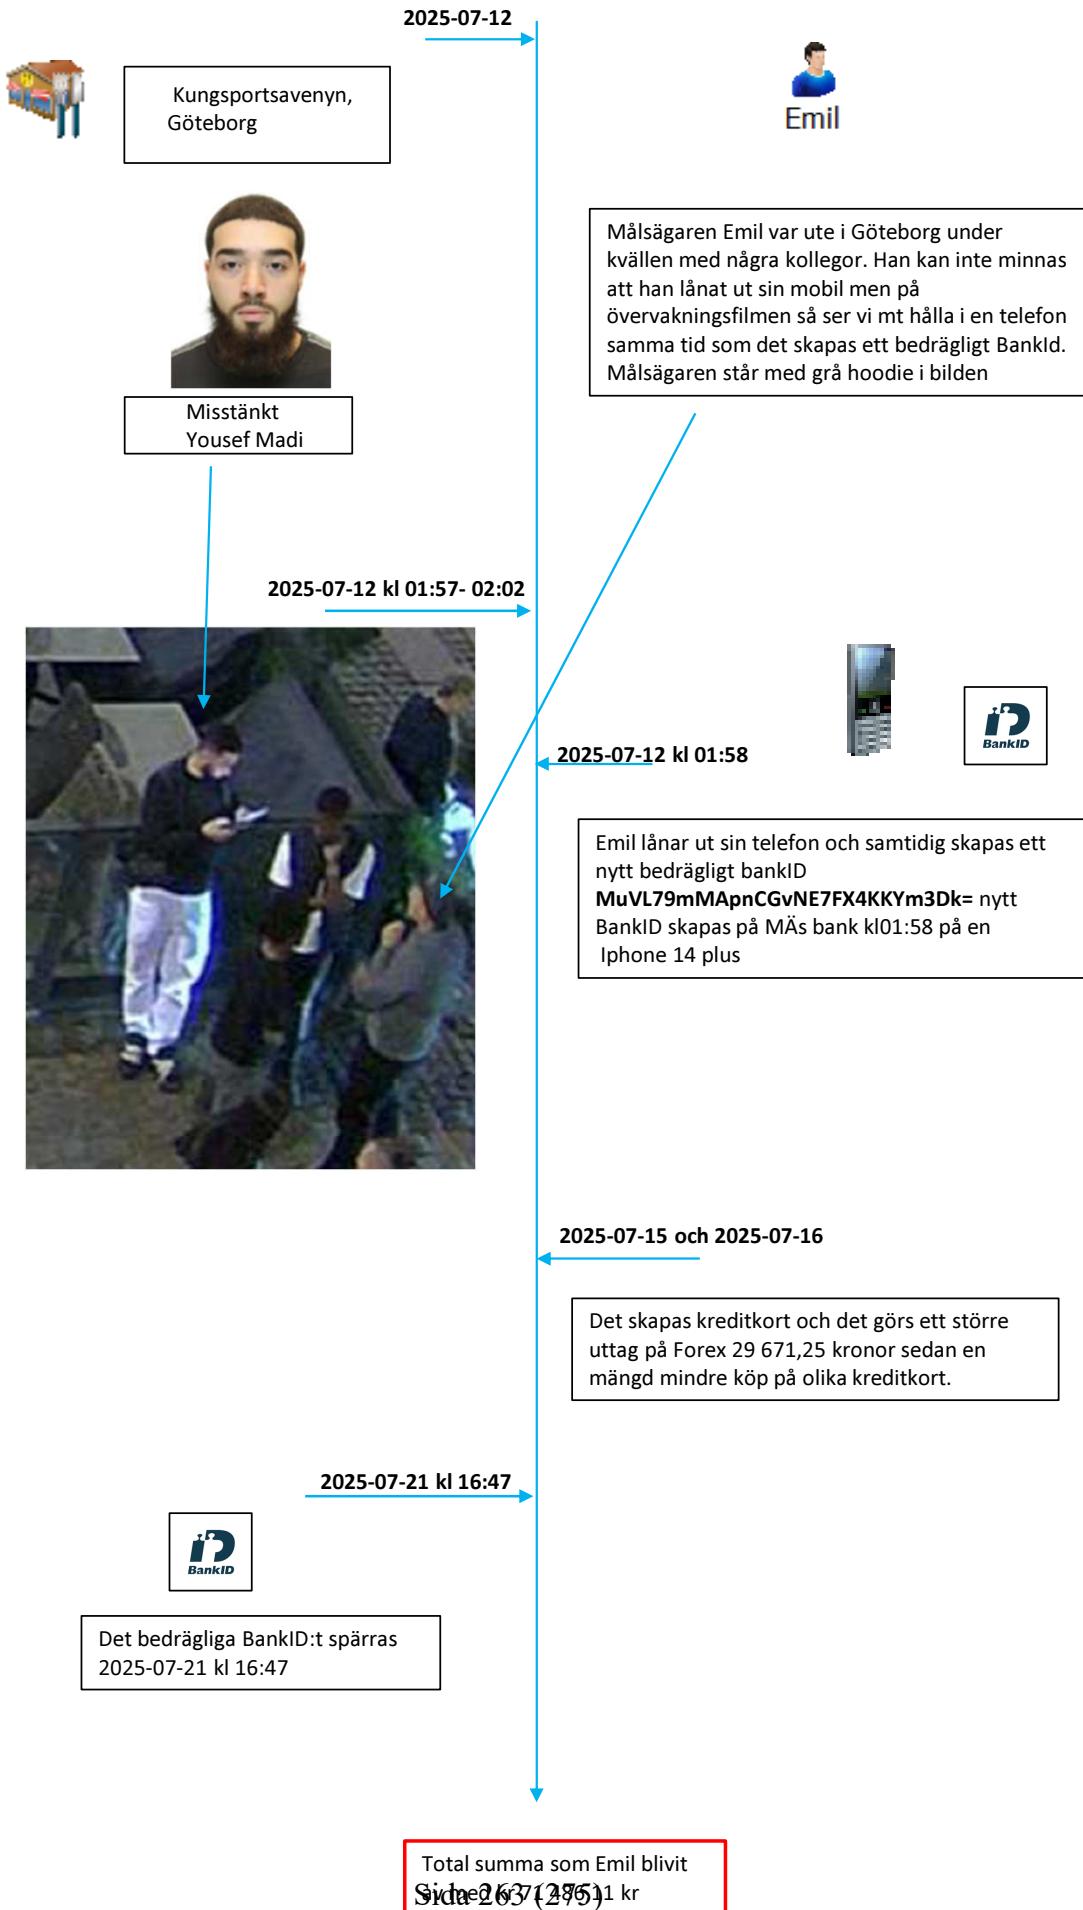 2025-07-12
Kungsportsavenyn,
Göteborg
Emil
Målsägaren Emil var ute i Göteborg under
kvällen med några kollegor. Han kan inte minnas
att han lånat ut sin mobil men på
övervakningsfilmen så ser vi mt hålla i en telefon
samma tid som det skapas ett bedrägligt BankId.
Målsägaren står med grå hoodie i bilden
Misstänkt
Yousef Madi
2025-07-12 kl 01:57- 02:02
2025-07-12 kl 01:58
BankID
Emil lånar ut sin telefon och samtidig skapas ett
nytt bedrägligt bankID
MuVL79mMApnCGvNE7FX4KKYm3Dk= nytt
BankID skapas på MÄs bank kl01:58 på en
Iphone 14 plus
2025-07-15 och 2025-07-16
Det skapas kreditkort och det görs ett större
uttag på Forex 29 671,25 kronor sedan en
mängd mindre köp på olika kreditkort.
2025-07-21 kl 16:47
BankID
Det bedrägliga BankID:t spärras
2025-07-21 kl 16:47
Total summa som Emil blivit
av med kr kr
Sida 263 (275)